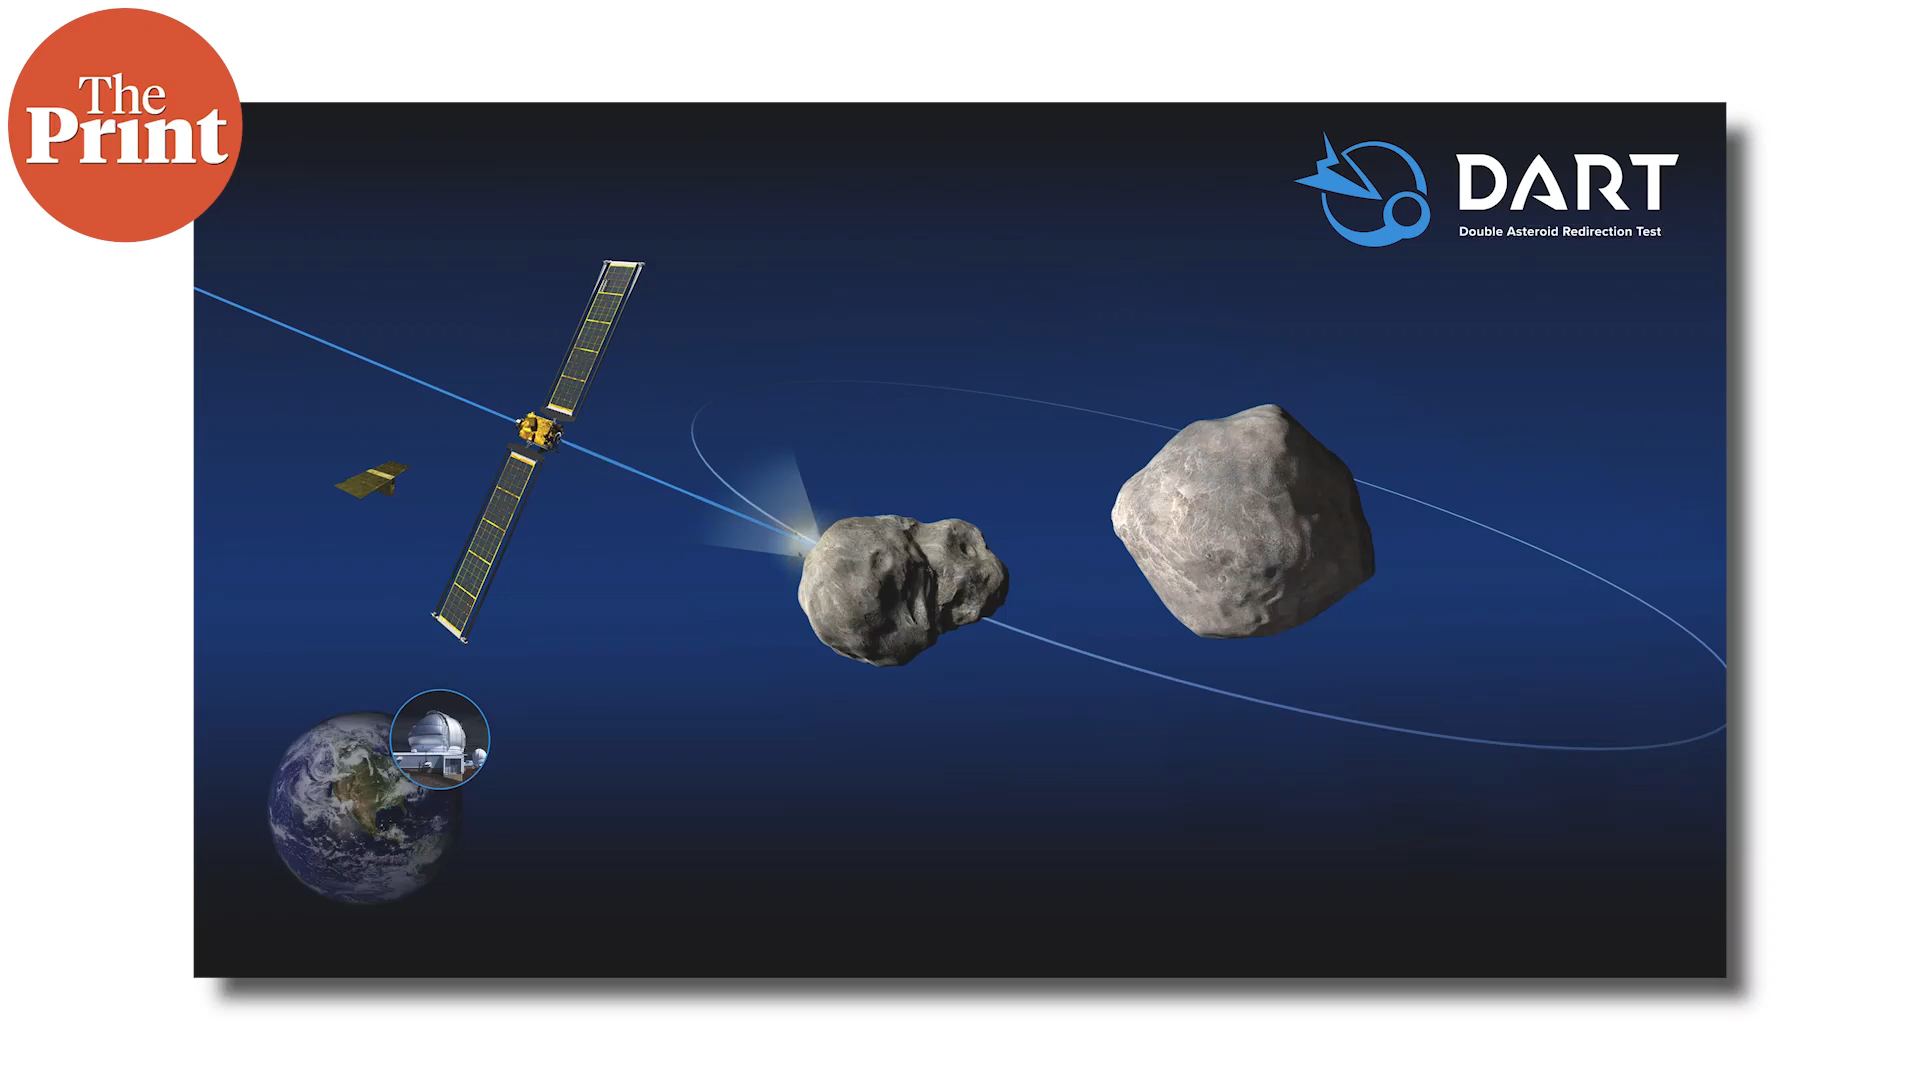 The
Print
DART
Double Asteroid Redirection Test